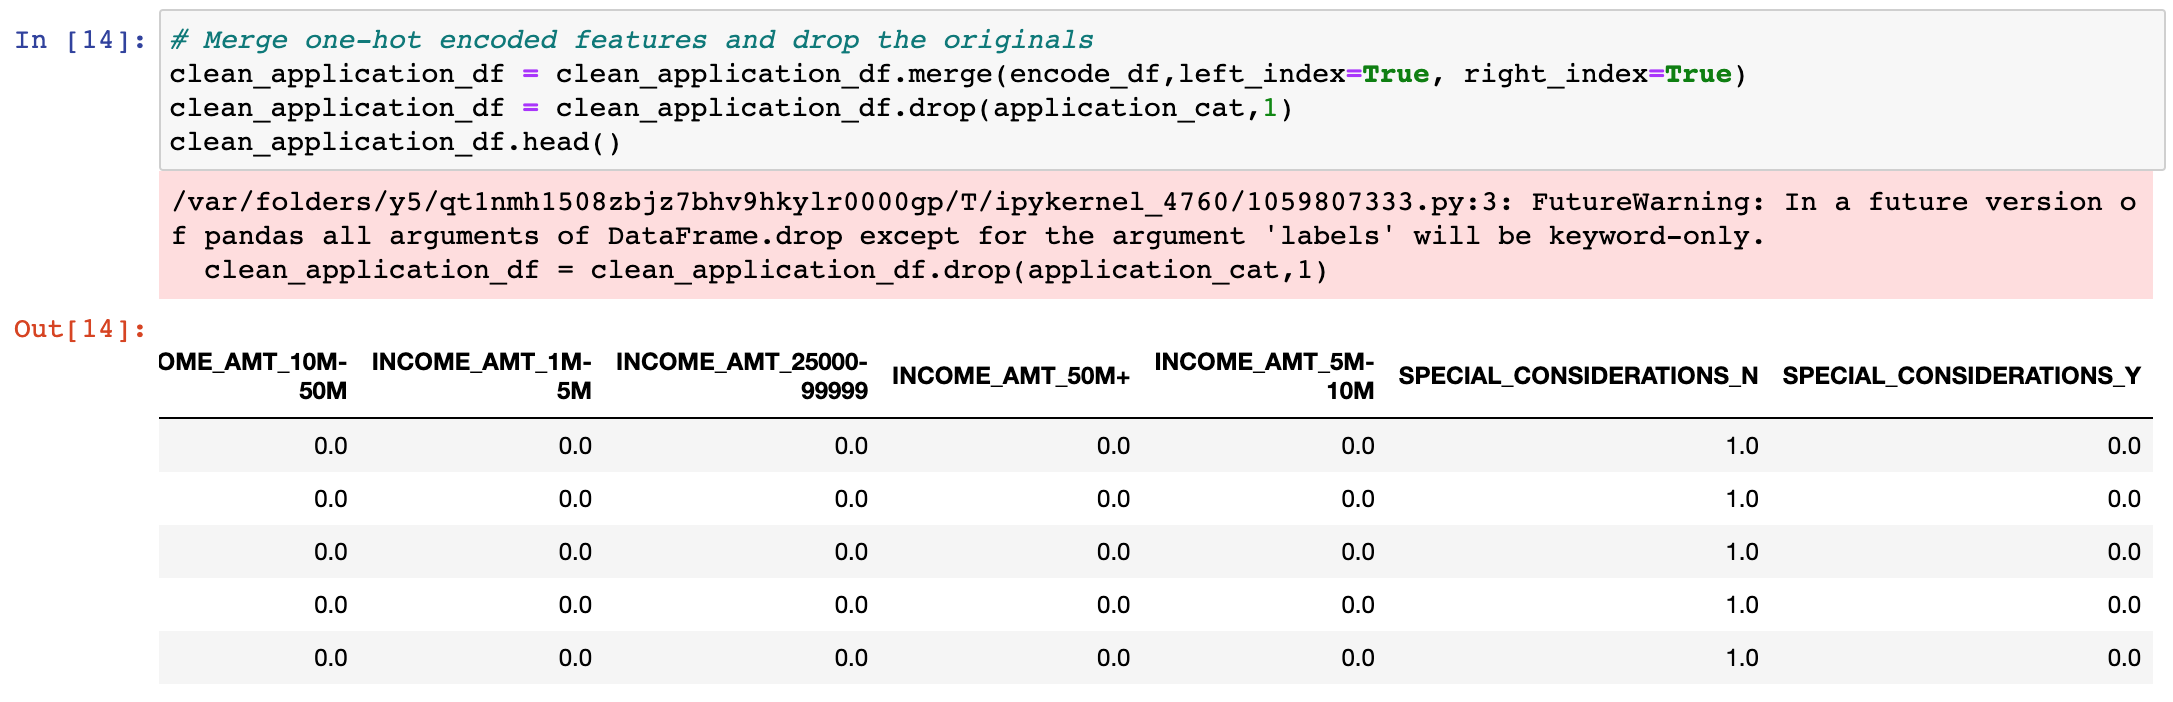 In [14]:
# Merge one-hot encoded features and drop the originals
clean_application_df = clean_application_df.merge(encode_df,left_index=True, right_index=True)
clean_application_df = clean_application_df.drop(application_cat,1)
clean_application_df.head()
/var/folders/y5/qt1nmh1508zbjz7bhv9hkylr0000gp/T/ipykernel_4760/1059807333.py:3: FutureWarning: In a future version o
f pandas all arguments of DataFrame.drop except for the argument 'labels' will be keyword-only.
clean_application_df = clean_application_df.drop(application_cat,1)
Out[14]:
OME_AMT_10M-50M INCOME_AMT_1M-5M INCOME_AMT_25000-99999 INCOME_AMT_50M+ INCOME_AMT_5M-10M SPECIAL_CONSIDERATIONS_N SPECIAL_CONSIDERATIONS_Y
0.0 0.0 0.0 0.0 0.0 1.0 0.0
0.0 0.0 0.0 0.0 0.0 1.0 0.0
0.0 0.0 0.0 0.0 0.0 1.0 0.0
0.0 0.0 0.0 0.0 0.0 1.0 0.0
0.0 0.0 0.0 0.0 0.0 1.0 0.0